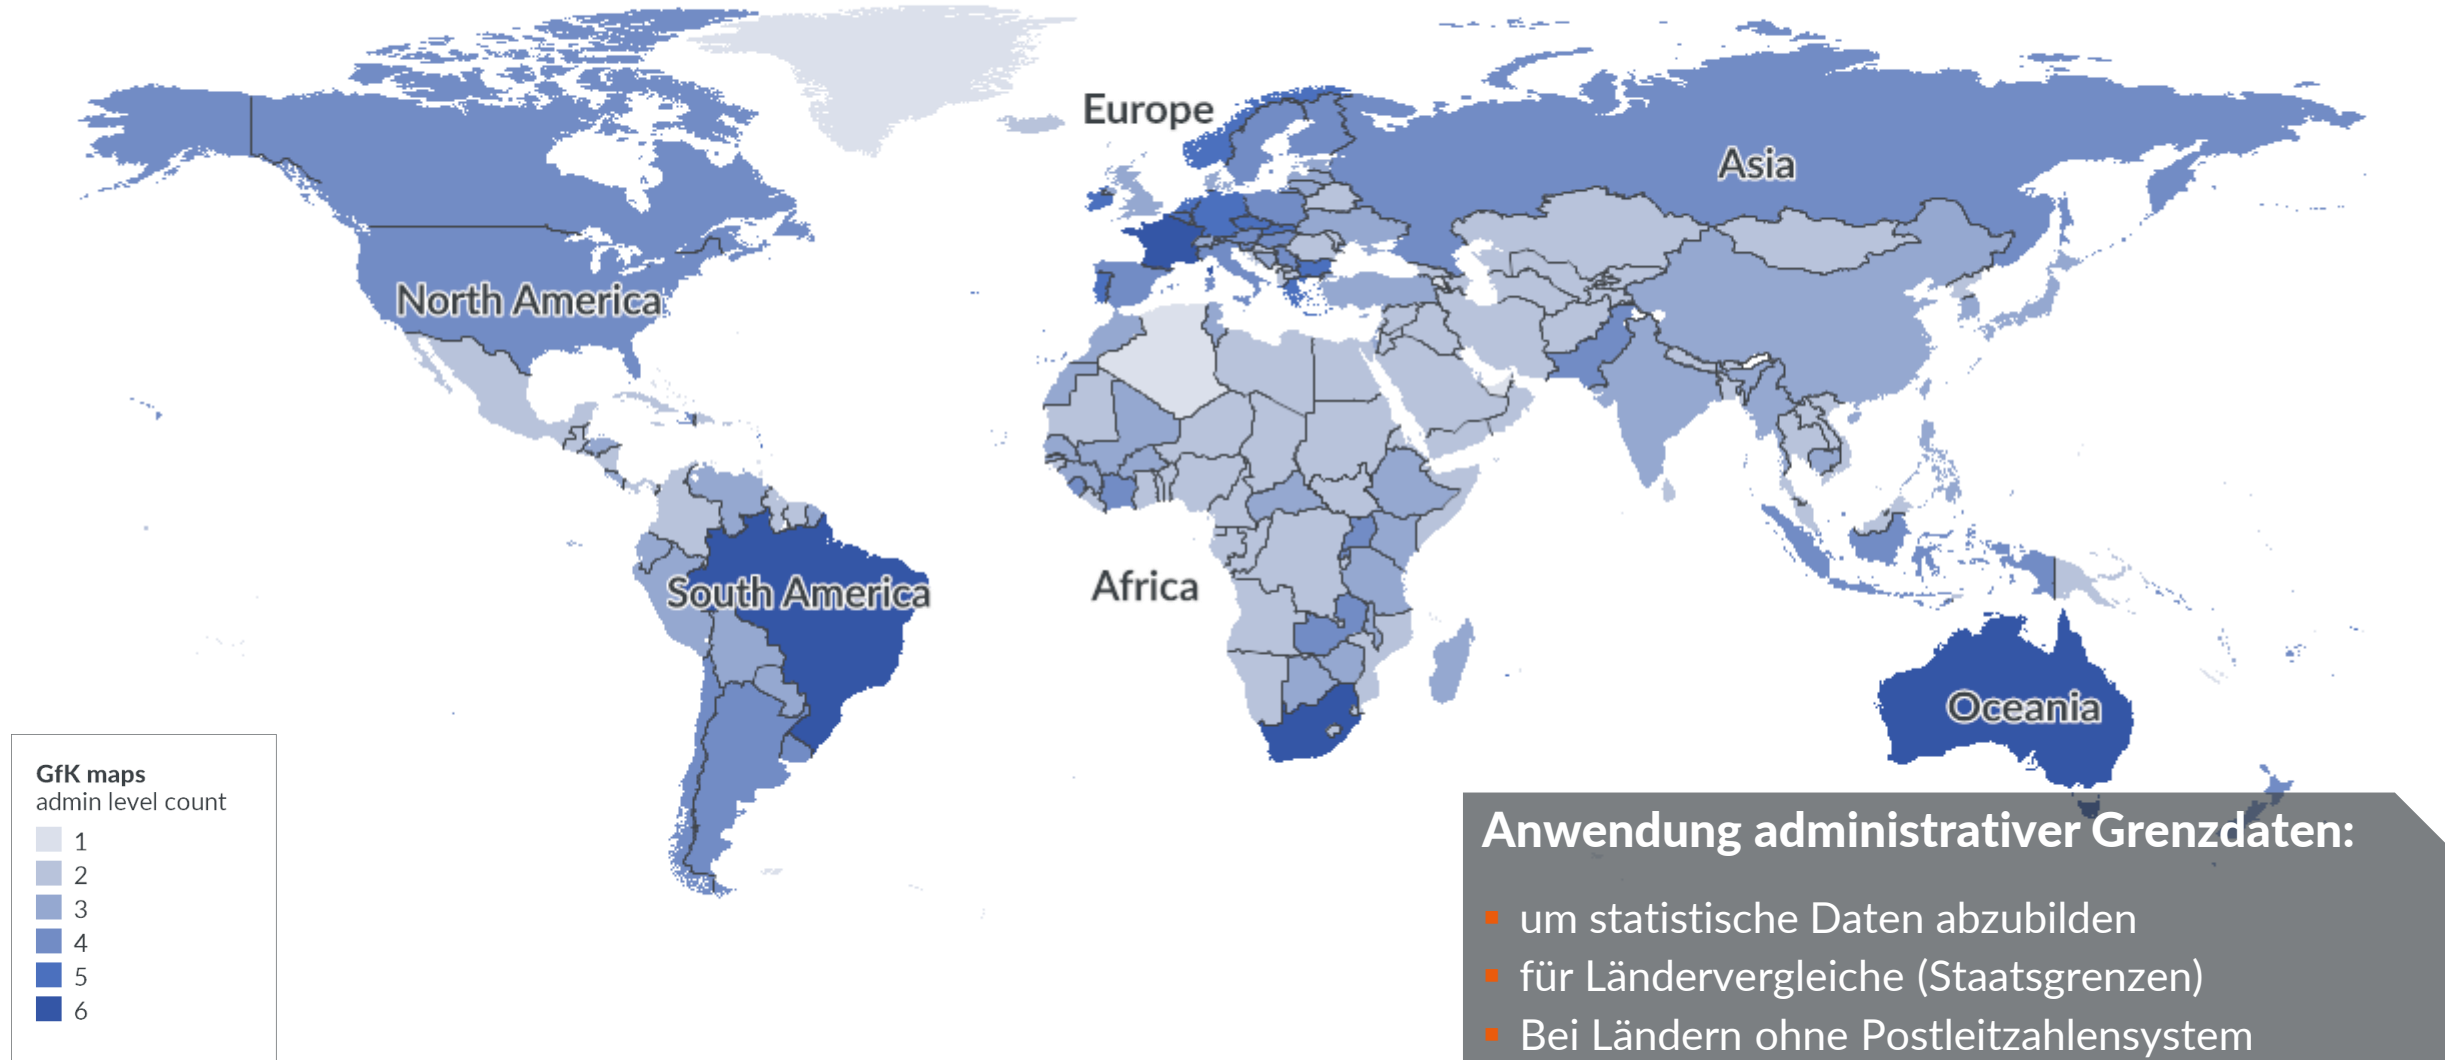 Europe
Asia
North America
South America
Africa
Oceania
GfK maps
admin level count
1
2
3
4
5
6
Anwendung administrativer Grenzdaten:
um statistische Daten abzubilden
für Ländervergleiche (Staatsgrenzen)
Bei Ländern ohne Postleitzahlensystem